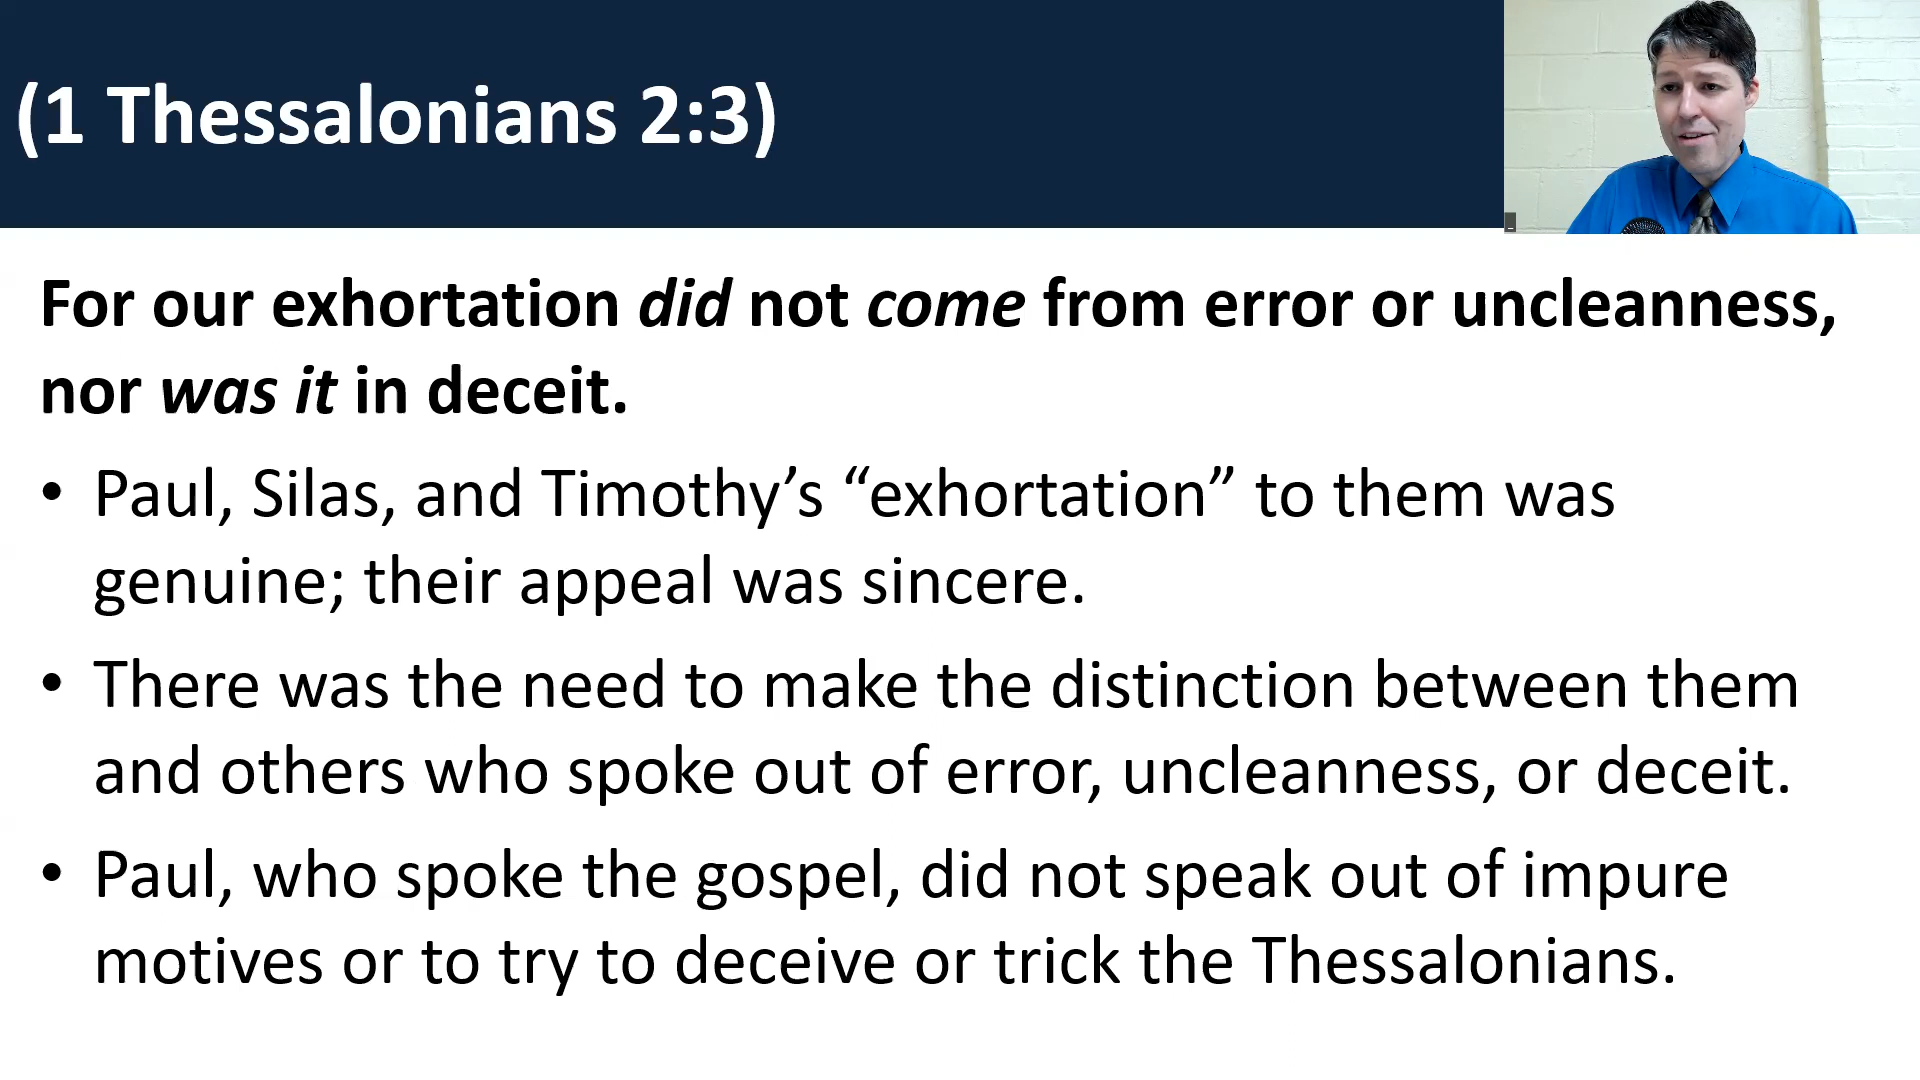 (1 Thessalonians 2:3)
For our exhortation did not come from error or uncleanness,
nor was it in deceit.
• Paul, Silas, and Timothy’s “exhortation” to them was
genuine; their appeal was sincere.
• There was the need to make the distinction between them
and others who spoke out of error, uncleanness, or deceit.
• Paul, who spoke the gospel, did not speak out of impure
motives or to try to deceive or trick the Thessalonians.